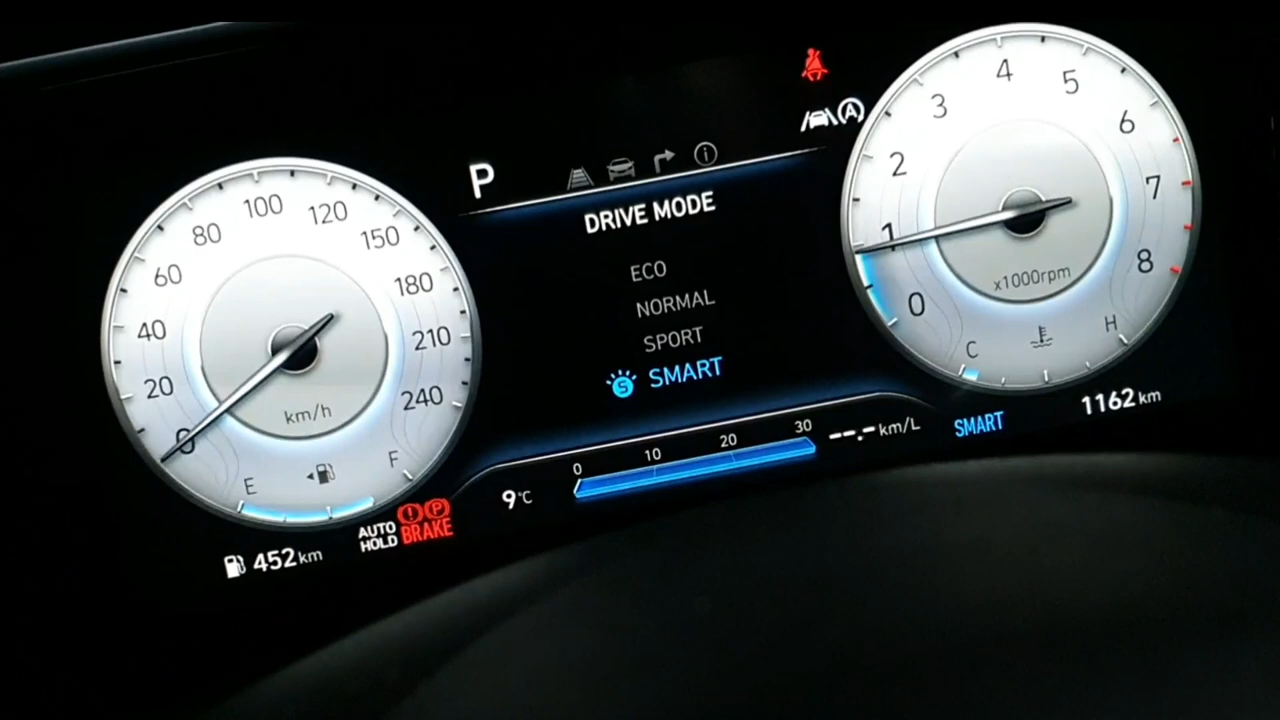 P
DRIVE MODE
ECO
NORMAL
SPORT
S SMART
0
20
40
60
80
100
120
150
180
210
240
km/h
E
F
452 km
AUTO HOLD
! P
BRAKE
9°C
0 10 20 30
--.- km/L
A
0
1
2
3
4
5
6
7
8
x1000rpm
C
H
SMART
1162 km